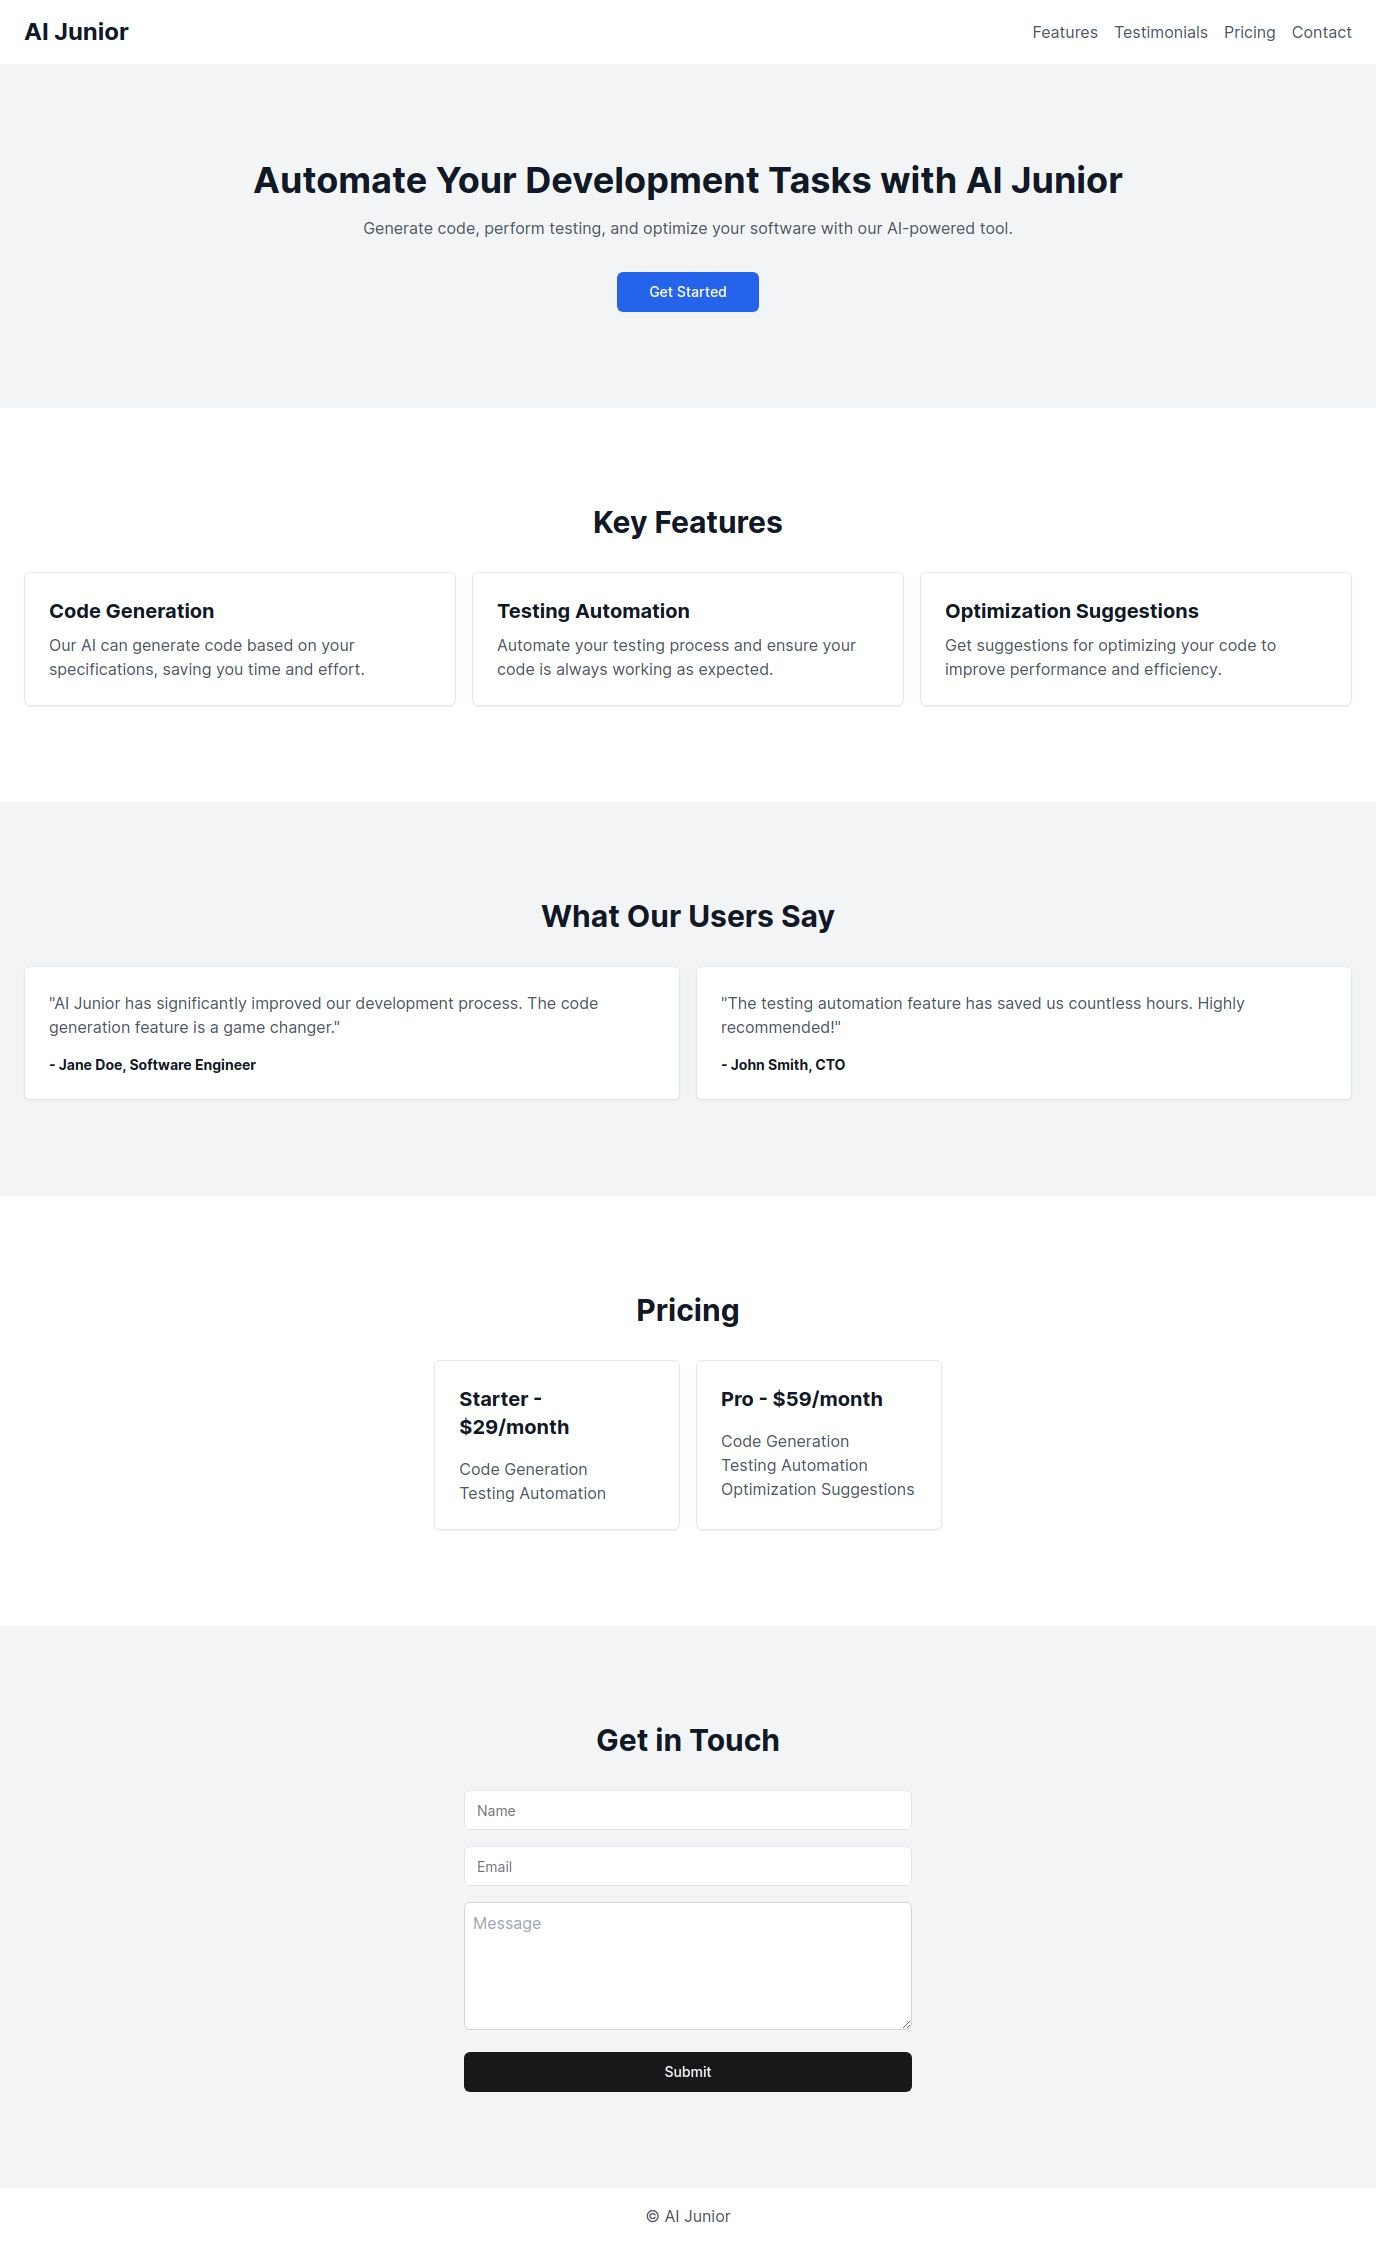 AI Junior
Features Testimonials Pricing Contact
Automate Your Development Tasks with AI Junior
Generate code, perform testing, and optimize your software with our AI-powered tool.
Get Started
Key Features
Code Generation
Our AI can generate code based on your
specifications, saving you time and effort.
Testing Automation
Automate your testing process and ensure your
code is always working as expected.
Optimization Suggestions
Get suggestions for optimizing your code to
improve performance and efficiency.
What Our Users Say
"AI Junior has significantly improved our development process. The code
generation feature is a game changer."
- Jane Doe, Software Engineer
"The testing automation feature has saved us countless hours. Highly
recommended!"
- John Smith, CTO
Pricing
Starter -
$29/month
Code Generation
Testing Automation
Pro - $59/month
Code Generation
Testing Automation
Optimization Suggestions
Get in Touch
Name
Email
Message
Submit
© AI Junior